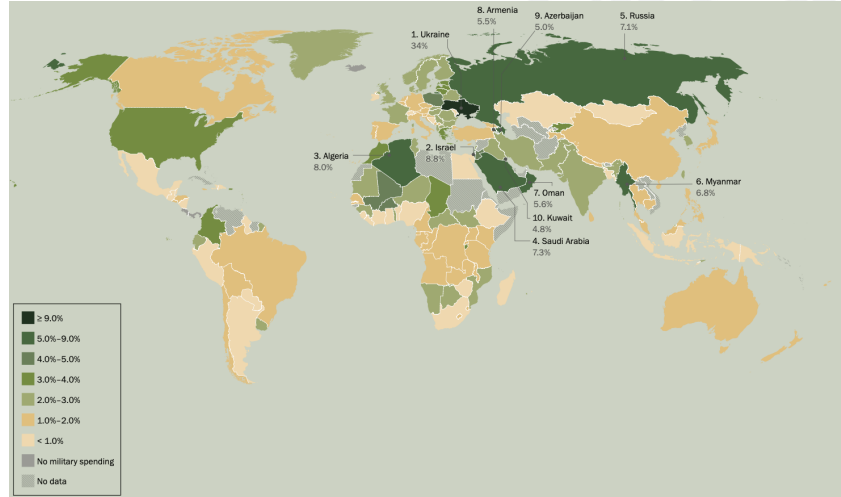 8. Armenia
5.5%
9. Azerbaijan
5.0%
5. Russia
7.1%
1. Ukraine
34%
2. Israel
8.8%
3. Algeria
8.0%
7. Oman
5.6%
6. Myanmar
6.8%
10. Kuwait
4.8%
4. Saudi Arabia
7.3%
≥ 9.0%
5.0%–9.0%
4.0%–5.0%
3.0%–4.0%
2.0%–3.0%
1.0%–2.0%
< 1.0%
No military spending
No data